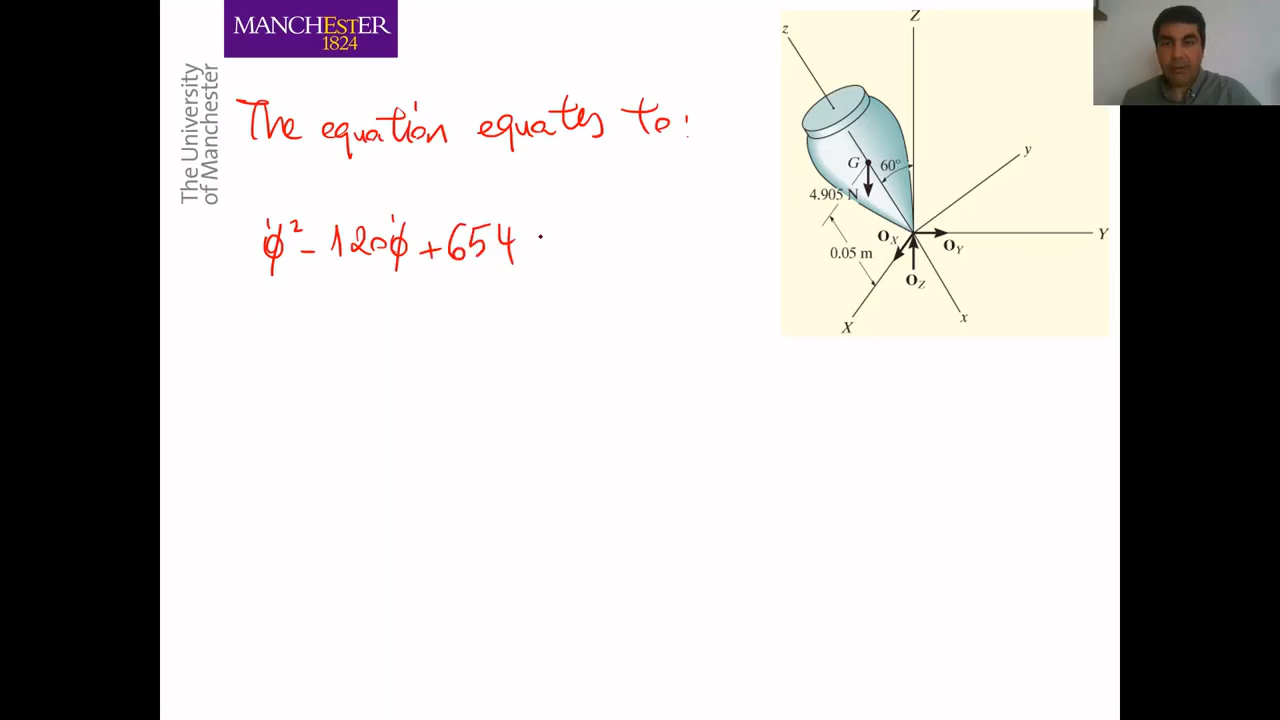 MANCHESTER
1824
The University
of Manchester
The equation equates to:
φ̇² - 120φ̇ + 654
Z
z
y
G
60°
4.905 N
O_X
O_Y
Y
0.05 m
O_Z
X
x